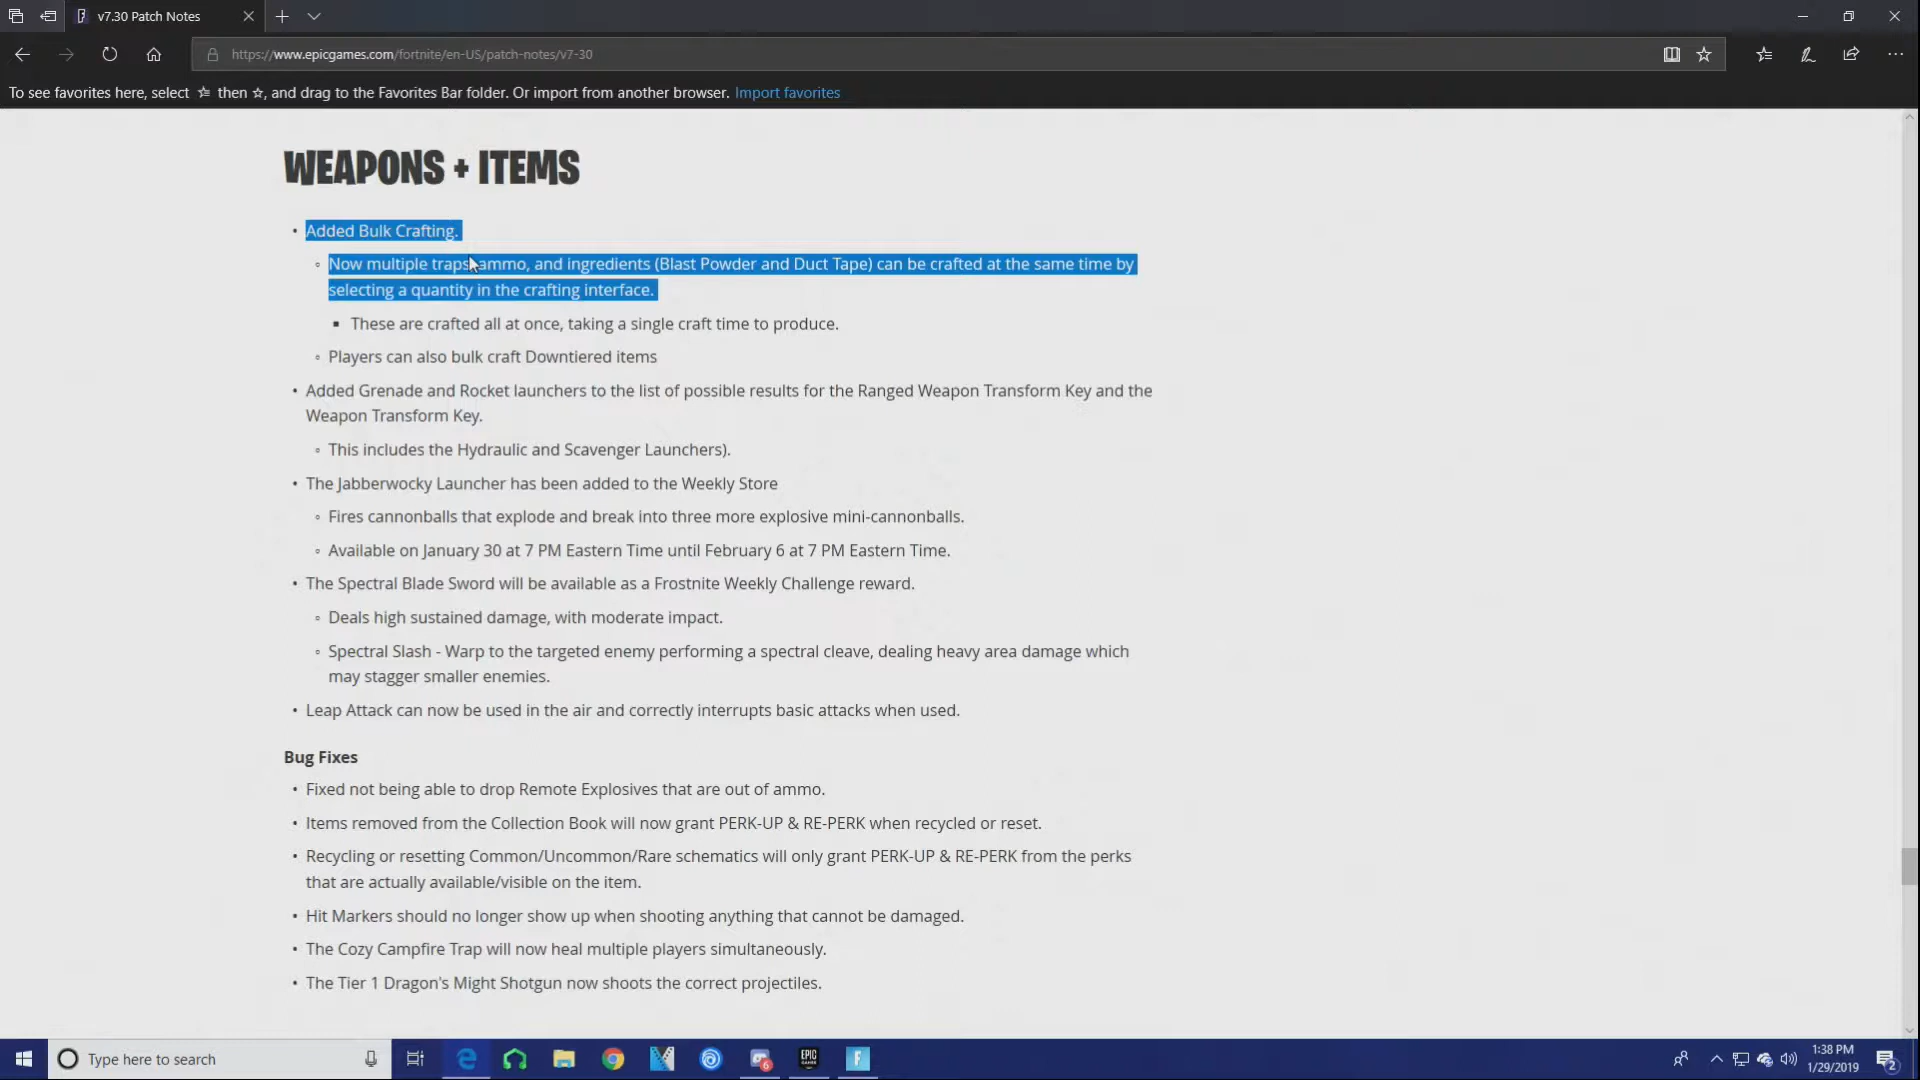 v7.30 Patch Notes
https://www.epicgames.com/fortnite/en-US/patch-notes/v7-30
To see favorites here, select ☆ then ☆, and drag to the Favorites Bar folder. Or import from another browser. Import favorites
WEAPONS + ITEMS
• Added Bulk Crafting.
◦ Now multiple traps, ammo, and ingredients (Blast Powder and Duct Tape) can be crafted at the same time by
selecting a quantity in the crafting interface.
▪ These are crafted all at once, taking a single craft time to produce.
◦ Players can also bulk craft Downtiered items
• Added Grenade and Rocket launchers to the list of possible results for the Ranged Weapon Transform Key and the
Weapon Transform Key.
◦ This includes the Hydraulic and Scavenger Launchers).
• The Jabberwocky Launcher has been added to the Weekly Store
◦ Fires cannonballs that explode and break into three more explosive mini-cannonballs.
◦ Available on January 30 at 7 PM Eastern Time until February 6 at 7 PM Eastern Time.
• The Spectral Blade Sword will be available as a Frostnite Weekly Challenge reward.
◦ Deals high sustained damage, with moderate impact.
◦ Spectral Slash - Warp to the targeted enemy performing a spectral cleave, dealing heavy area damage which
may stagger smaller enemies.
• Leap Attack can now be used in the air and correctly interrupts basic attacks when used.
Bug Fixes
• Fixed not being able to drop Remote Explosives that are out of ammo.
• Items removed from the Collection Book will now grant PERK-UP & RE-PERK when recycled or reset.
• Recycling or resetting Common/Uncommon/Rare schematics will only grant PERK-UP & RE-PERK from the perks
that are actually available/visible on the item.
• Hit Markers should no longer show up when shooting anything that cannot be damaged.
• The Cozy Campfire Trap will now heal multiple players simultaneously.
• The Tier 1 Dragon's Might Shotgun now shoots the correct projectiles.
Type here to search
6
EPIC
GAMES
F
1:38 PM
1/29/2019
2